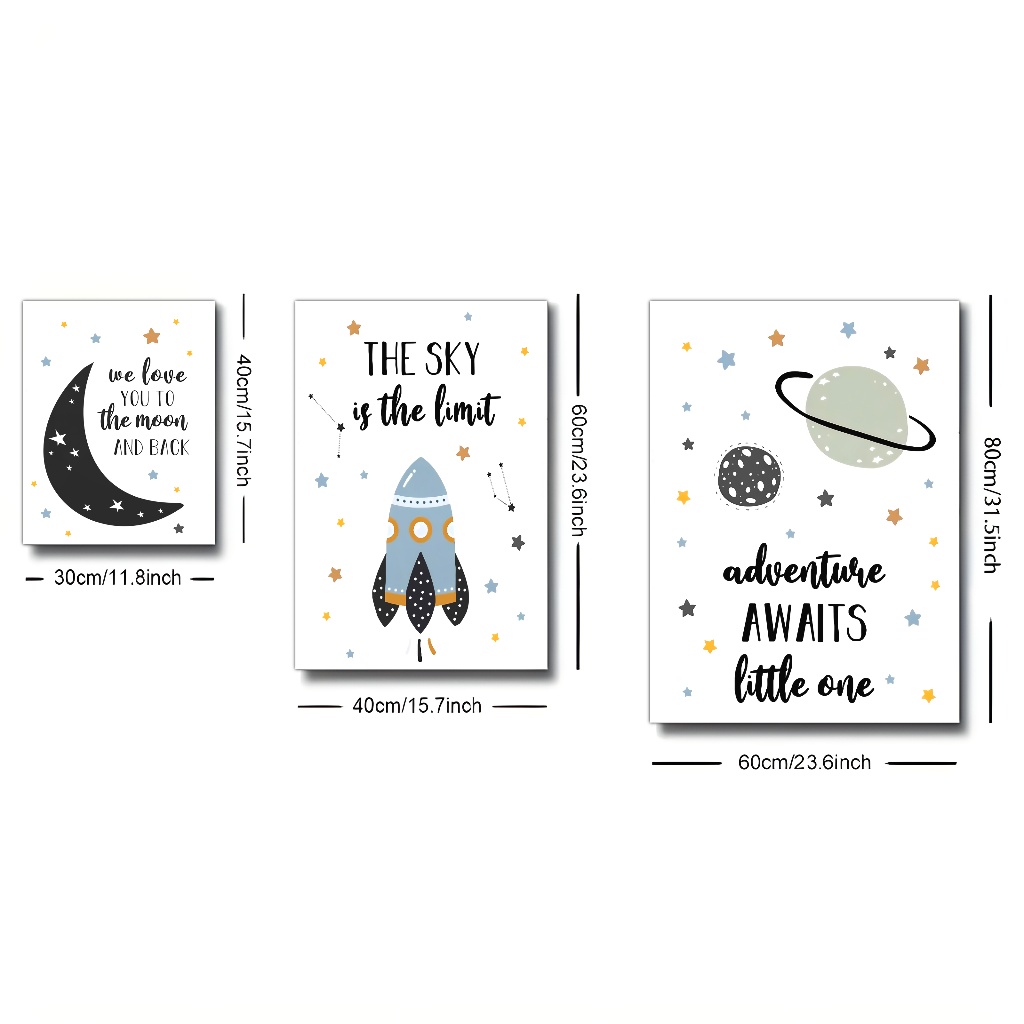 we love
YOU TO
the moon
AND BACK
40cm/15.7inch
30cm/11.8inch
THE SKY
is the limit
60cm/23.6inch
40cm/15.7inch
adventure
AWAITS
little one
80cm/31.5inch
60cm/23.6inch